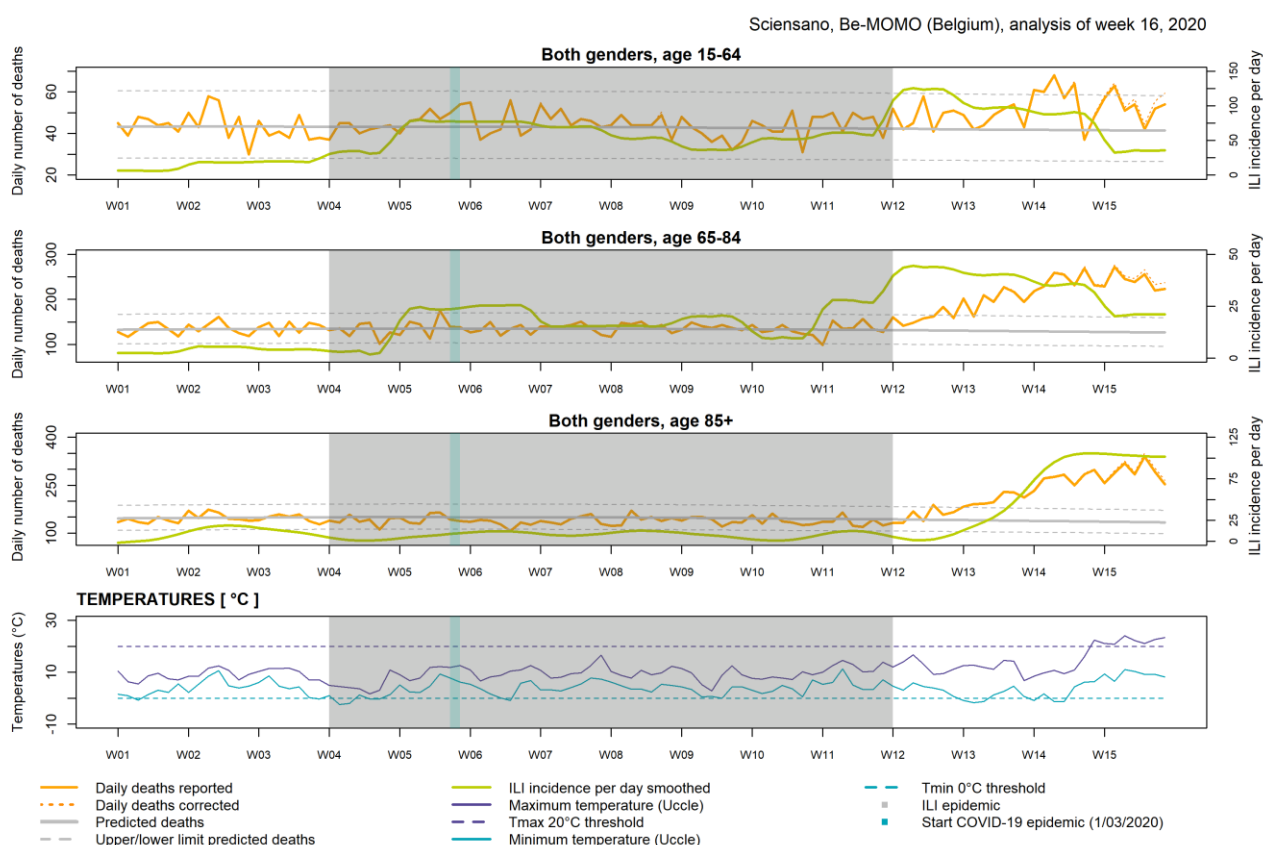 Sciensano, Be-MOMO (Belgium), analysis of week 16, 2020
Both genders, age 15-64
Daily number of deaths
20 40 60
ILI incidence per day
0 50 100 150
W01 W02 W03 W04 W05 W06 W07 W08 W09 W10 W11 W12 W13 W14 W15
Both genders, age 65-84
Daily number of deaths
100 200 300
ILI incidence per day
0 25 50
W01 W02 W03 W04 W05 W06 W07 W08 W09 W10 W11 W12 W13 W14 W15
Both genders, age 85+
Daily number of deaths
100 250 400
ILI incidence per day
0 25 75 125
W01 W02 W03 W04 W05 W06 W07 W08 W09 W10 W11 W12 W13 W14 W15
TEMPERATURES [ °C ]
Temperatures (°C)
-10 10 30
W01 W02 W03 W04 W05 W06 W07 W08 W09 W10 W11 W12 W13 W14 W15
Daily deaths reported
Daily deaths corrected
Predicted deaths
Upper/lower limit predicted deaths
ILI incidence per day smoothed
Maximum temperature (Uccle)
Tmax 20°C threshold
Minimum temperature (Uccle)
Tmin 0°C threshold
ILI epidemic
Start COVID-19 epidemic (1/03/2020)